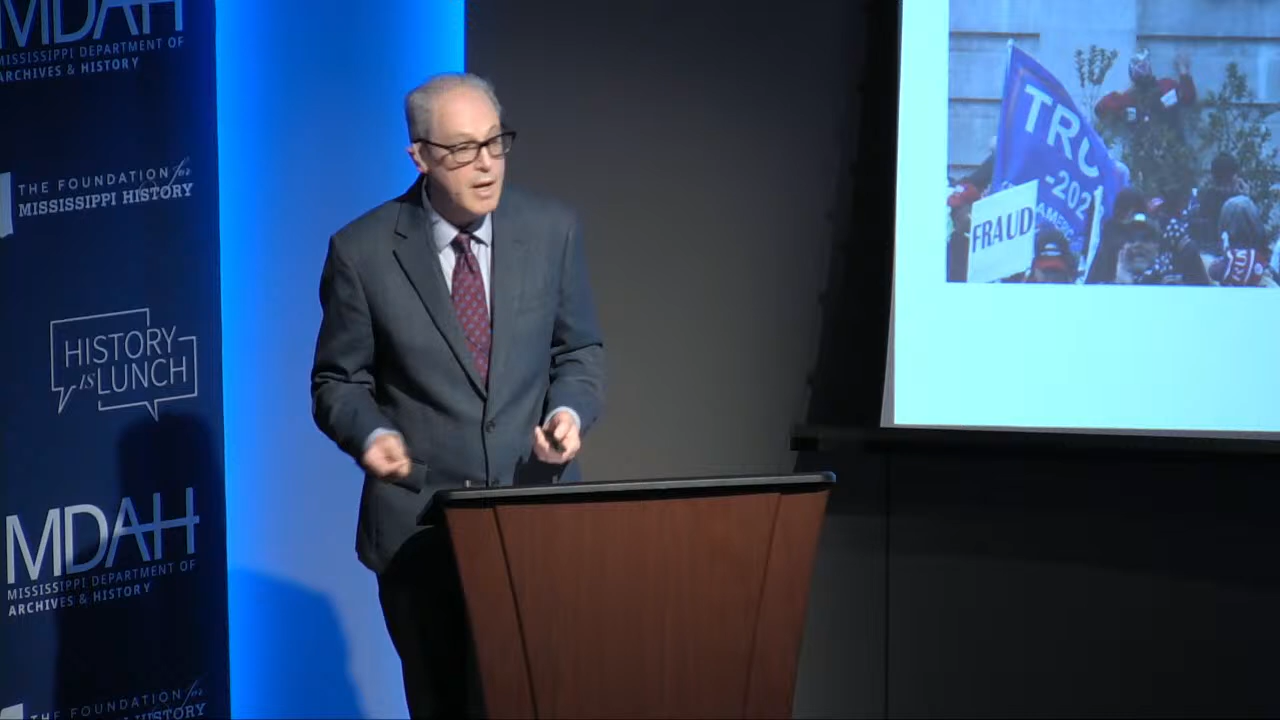 MDAH
MISSISSIPPI DEPARTMENT OF
ARCHIVES & HISTORY
THE FOUNDATION for
MISSISSIPPI HISTORY
HISTORY
IS LUNCH
MDAH
MISSISSIPPI DEPARTMENT OF
ARCHIVES & HISTORY
THE FOUNDATION for
HISTORY
TRU
-202
FRAUD